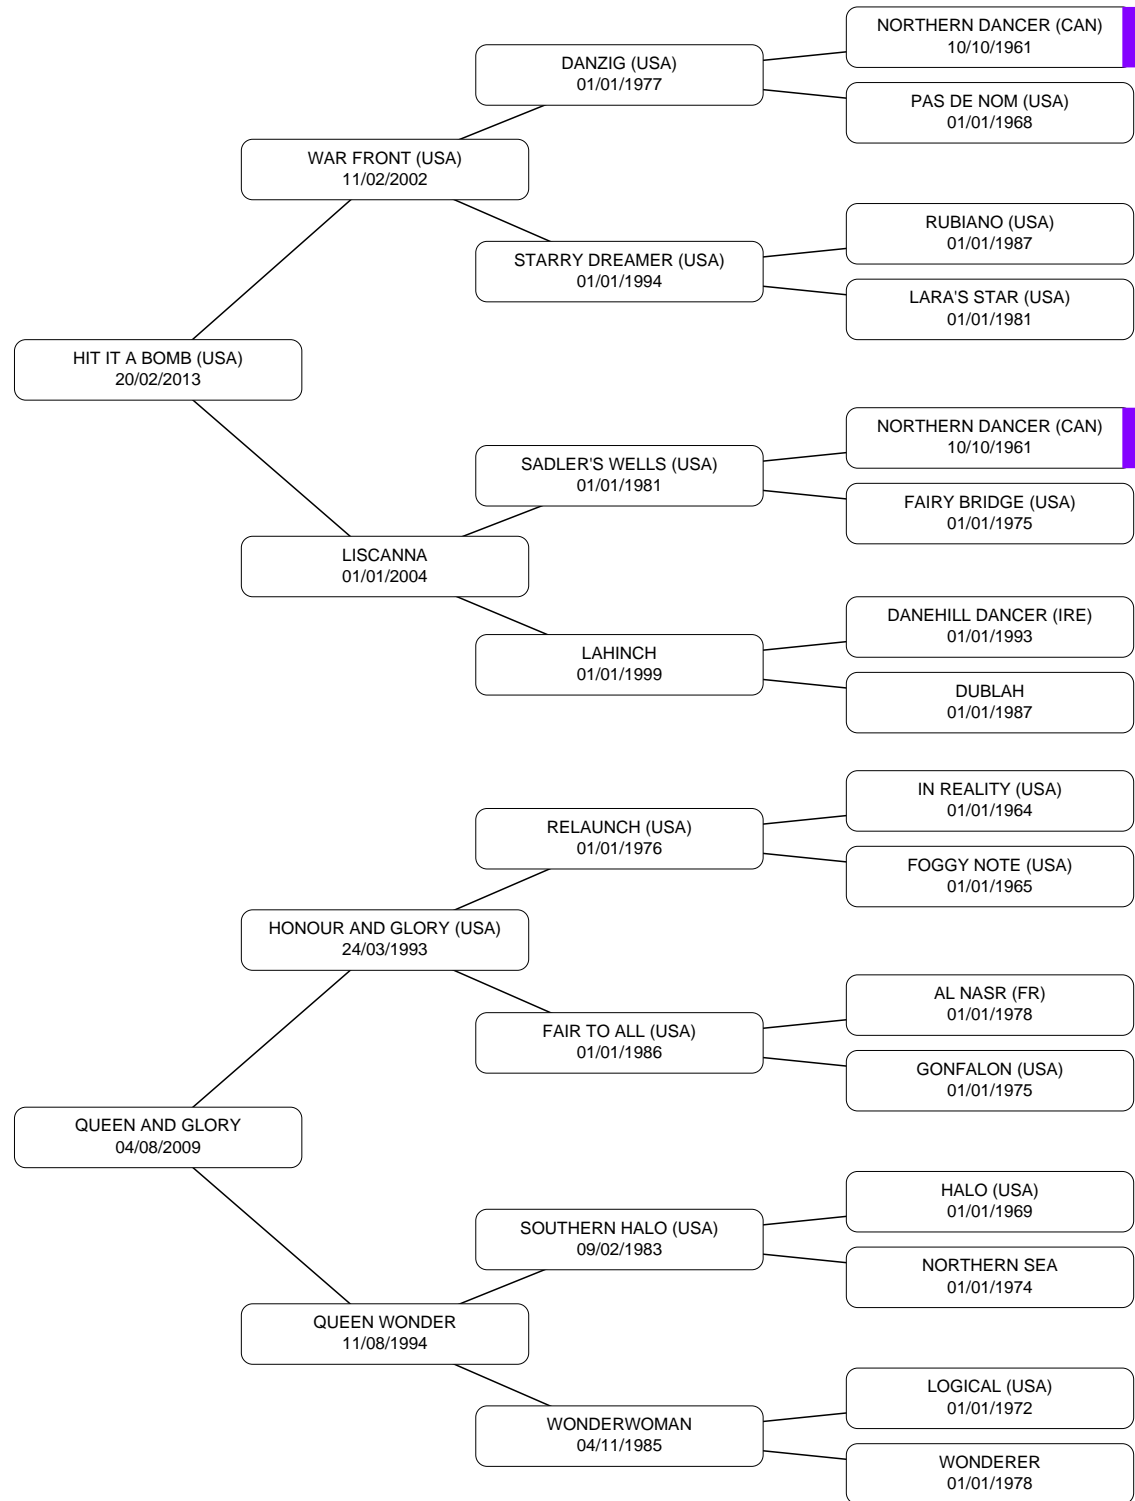 NORTHERN DANCER (CAN)
10/10/1961
DANZIG (USA)
01/01/1977
PAS DE NOM (USA)
01/01/1968
WAR FRONT (USA)
11/02/2002
RUBIANO (USA)
01/01/1987
STARRY DREAMER (USA)
01/01/1994
LARA'S STAR (USA)
01/01/1981
HIT IT A BOMB (USA)
20/02/2013
NORTHERN DANCER (CAN)
10/10/1961
SADLER'S WELLS (USA)
01/01/1981
FAIRY BRIDGE (USA)
01/01/1975
LISCANNA
01/01/2004
DANEHILL DANCER (IRE)
01/01/1993
LAHINCH
01/01/1999
DUBLAH
01/01/1987
IN REALITY (USA)
01/01/1964
RELAUNCH (USA)
01/01/1976
FOGGY NOTE (USA)
01/01/1965
HONOUR AND GLORY (USA)
24/03/1993
AL NASR (FR)
01/01/1978
FAIR TO ALL (USA)
01/01/1986
GONFALON (USA)
01/01/1975
QUEEN AND GLORY
04/08/2009
HALO (USA)
01/01/1969
SOUTHERN HALO (USA)
09/02/1983
NORTHERN SEA
01/01/1974
QUEEN WONDER
11/08/1994
LOGICAL (USA)
01/01/1972
WONDERWOMAN
04/11/1985
WONDERER
01/01/1978